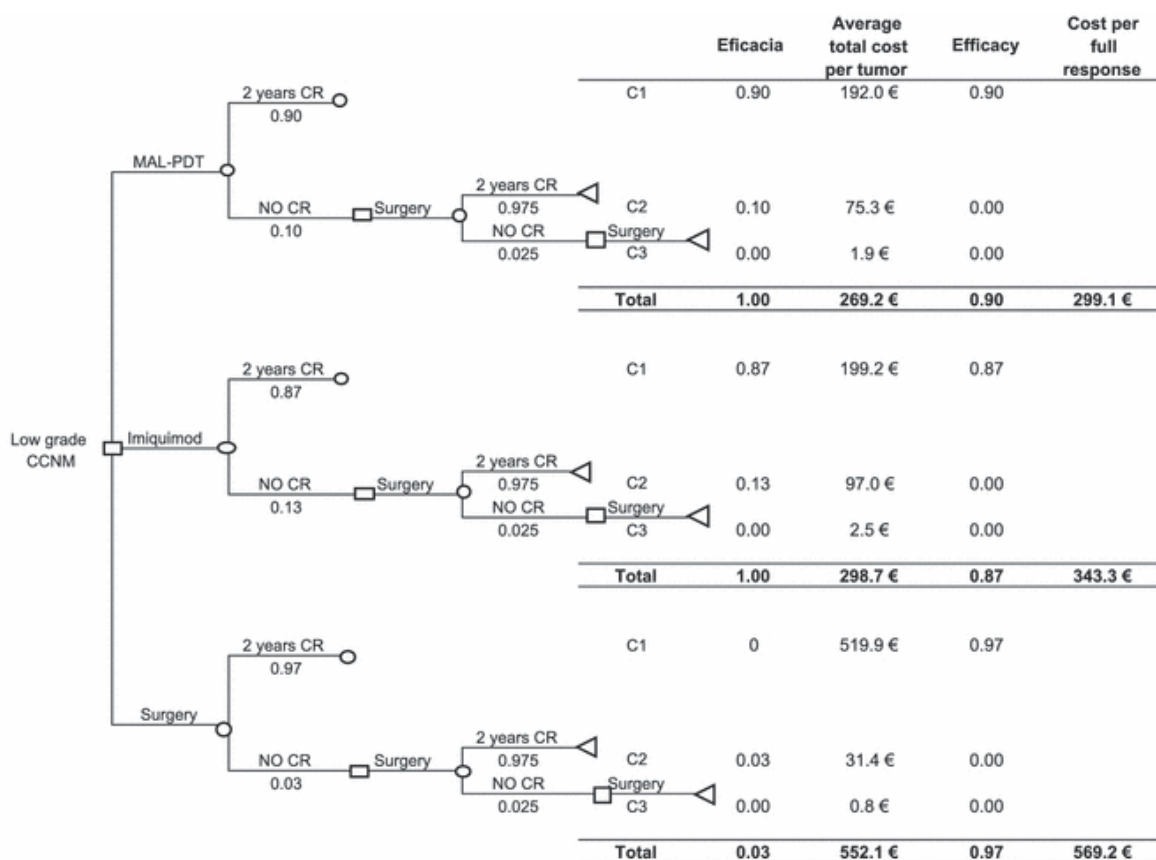 Eficacia Average total cost per tumor Efficacy Cost per full response
2 years CR C1 0.90 192.0 € 0.90
0.90
MAL-PDT
2 years CR
NO CR Surgery 0.975 C2 0.10 75.3 € 0.00
0.10 NO CR Surgery
0.025 C3 0.00 1.9 € 0.00
Total 1.00 269.2 € 0.90 299.1 €
2 years CR C1 0.87 199.2 € 0.87
0.87
Low grade CCNM
Imiquimod
2 years CR
NO CR Surgery 0.975 C2 0.13 97.0 € 0.00
0.13 NO CR Surgery
0.025 C3 0.00 2.5 € 0.00
Total 1.00 298.7 € 0.87 343.3 €
2 years CR C1 0 519.9 € 0.97
0.97
Surgery
2 years CR
NO CR Surgery 0.975 C2 0.03 31.4 € 0.00
0.03 NO CR Surgery
0.025 C3 0.00 0.8 € 0.00
Total 0.03 552.1 € 0.97 569.2 €